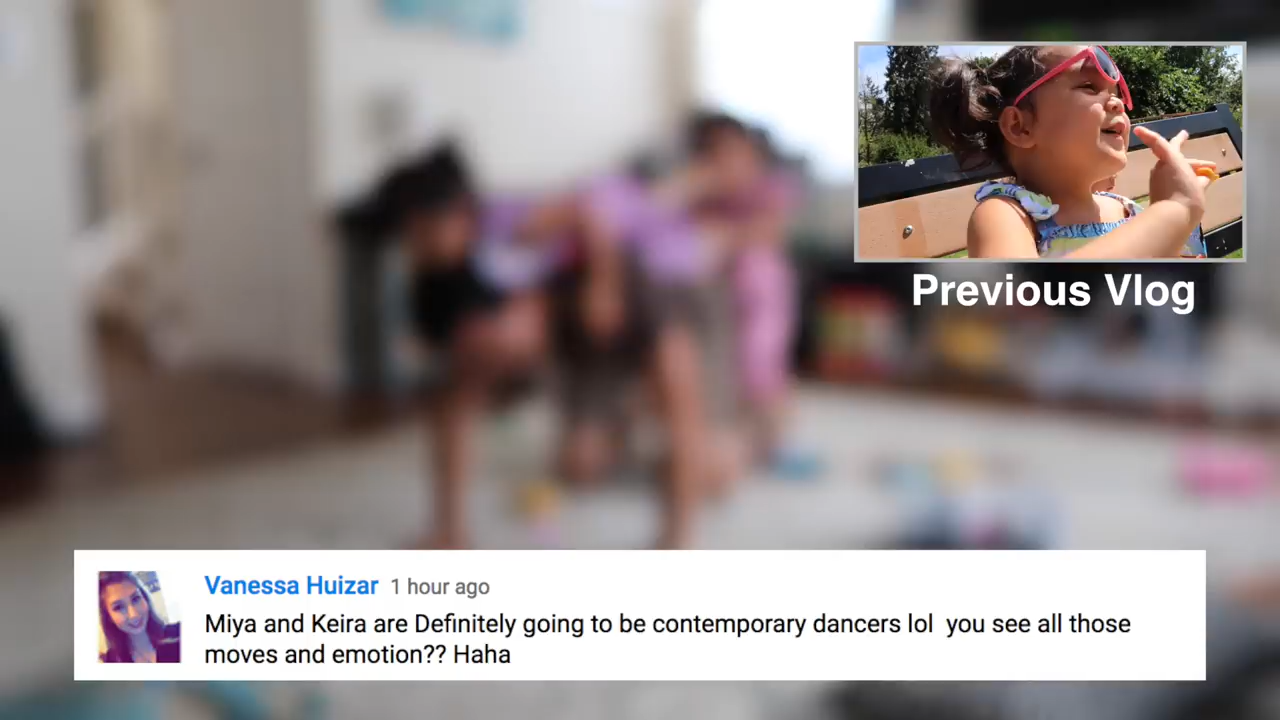 Previous Vlog
Vanessa Huizar 1 hour ago
Miya and Keira are Definitely going to be contemporary dancers lol  you see all those
moves and emotion?? Haha